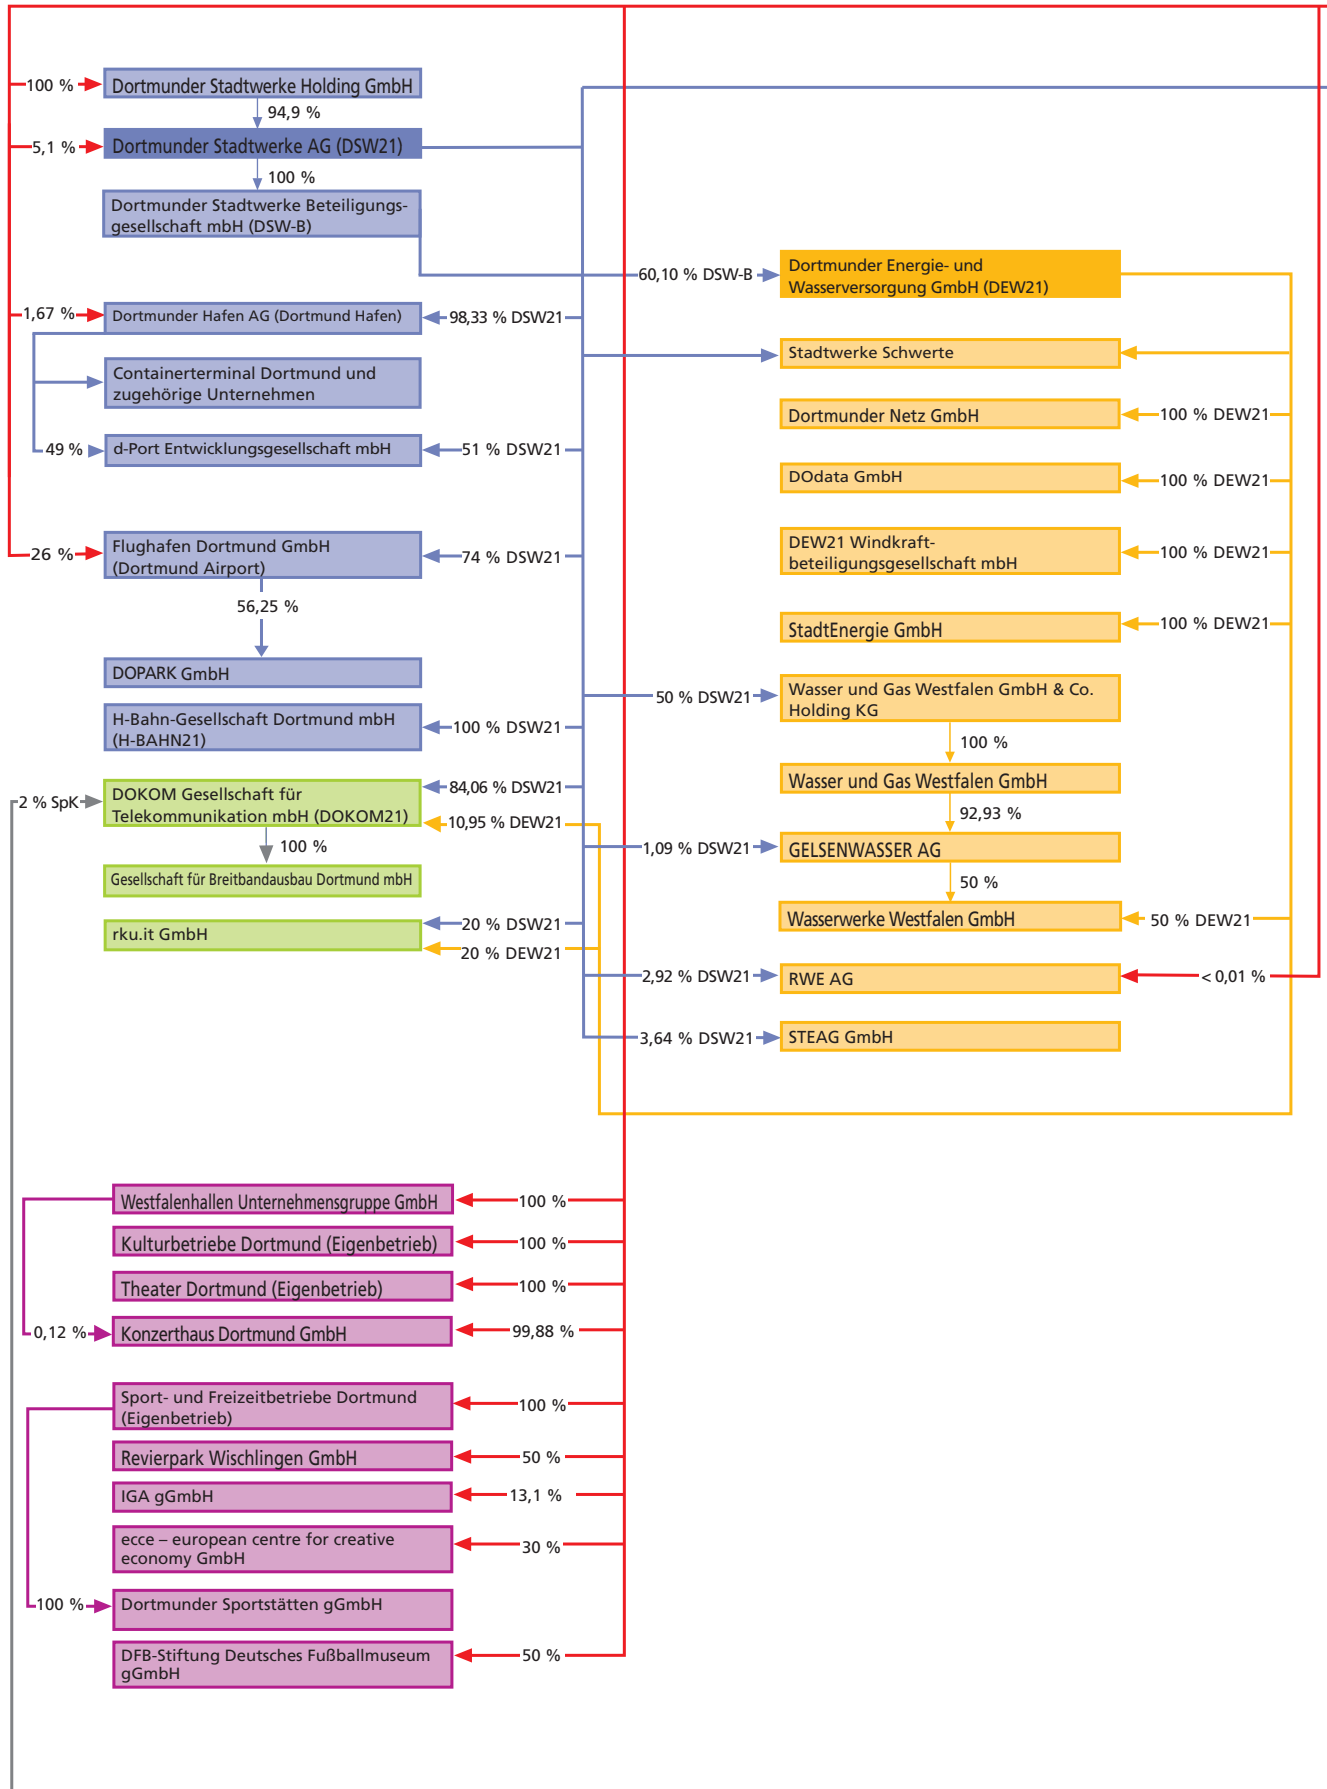 100 %
Dortmunder Stadtwerke Holding GmbH
94,9 %
5,1 %
Dortmunder Stadtwerke AG (DSW21)
100 %
Dortmunder Stadtwerke Beteiligungs-
gesellschaft mbH (DSW-B)
1,67 %
Dortmunder Hafen AG (Dortmund Hafen)
98,33 % DSW21
Containerterminal Dortmund und
zugehörige Unternehmen
49 %
d-Port Entwicklungsgesellschaft mbH
51 % DSW21
26 %
Flughafen Dortmund GmbH
(Dortmund Airport)
74 % DSW21
56,25 %
DOPARK GmbH
H-Bahn-Gesellschaft Dortmund mbH
(H-BAHN21)
100 % DSW21
2 % SpK
DOKOM Gesellschaft für
Telekommunikation mbH (DOKOM21)
84,06 % DSW21
10,95 % DEW21
100 %
Gesellschaft für Breitbandausbau Dortmund mbH
rku.it GmbH
20 % DSW21
20 % DEW21
60,10 % DSW-B
Dortmunder Energie- und
Wasserversorgung GmbH (DEW21)
Stadtwerke Schwerte
Dortmunder Netz GmbH
100 % DEW21
DOdata GmbH
100 % DEW21
DEW21 Windkraft-
beteiligungsgesellschaft mbH
100 % DEW21
StadtEnergie GmbH
100 % DEW21
50 % DSW21
Wasser und Gas Westfalen GmbH & Co.
Holding KG
100 %
Wasser und Gas Westfalen GmbH
92,93 %
1,09 % DSW21
GELSENWASSER AG
50 %
Wasserwerke Westfalen GmbH
50 % DEW21
2,92 % DSW21
RWE AG
< 0,01 %
3,64 % DSW21
STEAG GmbH
Westfalenhallen Unternehmensgruppe GmbH
100 %
Kulturbetriebe Dortmund (Eigenbetrieb)
100 %
Theater Dortmund (Eigenbetrieb)
100 %
0,12 %
Konzerthaus Dortmund GmbH
99,88 %
Sport- und Freizeitbetriebe Dortmund
(Eigenbetrieb)
100 %
Revierpark Wischlingen GmbH
50 %
IGA gGmbH
13,1 %
ecce – european centre for creative
economy GmbH
30 %
100 %
Dortmunder Sportstätten gGmbH
DFB-Stiftung Deutsches Fußballmuseum
gGmbH
50 %